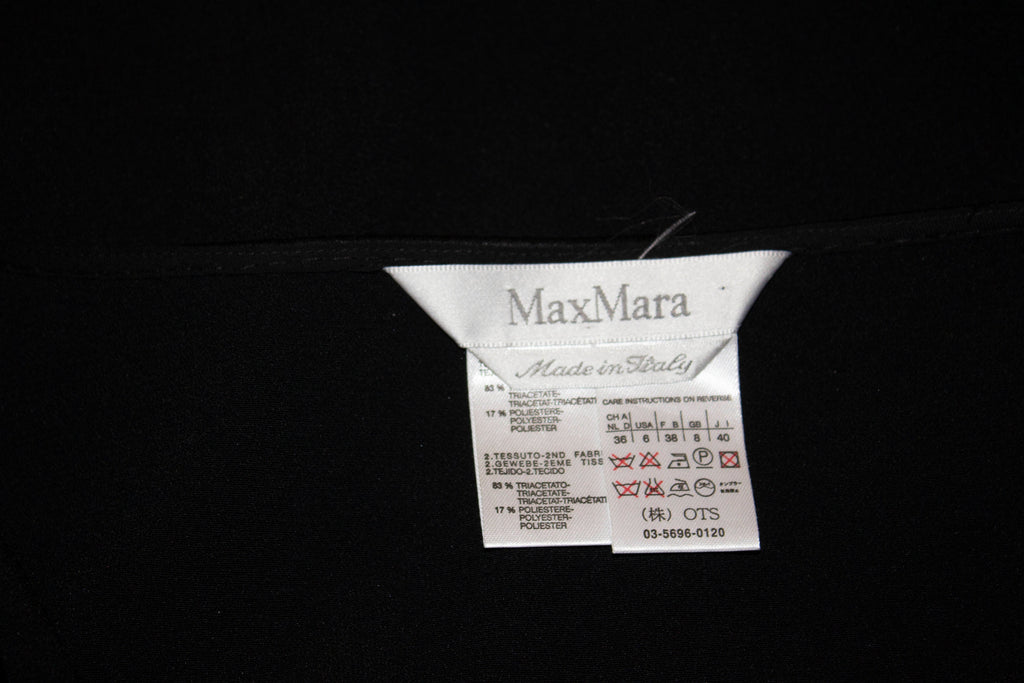 MaxMara
Made in Italy
83 %
TRIACETATE-
TRIACETAT-TRIACETATI
17 % POLIESTERE-
POLYESTER-
POLIESTER
2.TESSUTO-2ND FABRI
2.GEWEBE-2EME TISS
2.TEJIDO-2.TECIDO
83 % TRIACETATO-
TRIACETATE-
TRIACETAT-TRIACETATI
17 % POLIESTERE-
POLYESTER-
POLIESTER
CARE INSTRUCTIONS ON REVERSE
CH A
NL D USA F B GB J I
36 6 38 8 40
P
(株) OTS
03-5696-0120